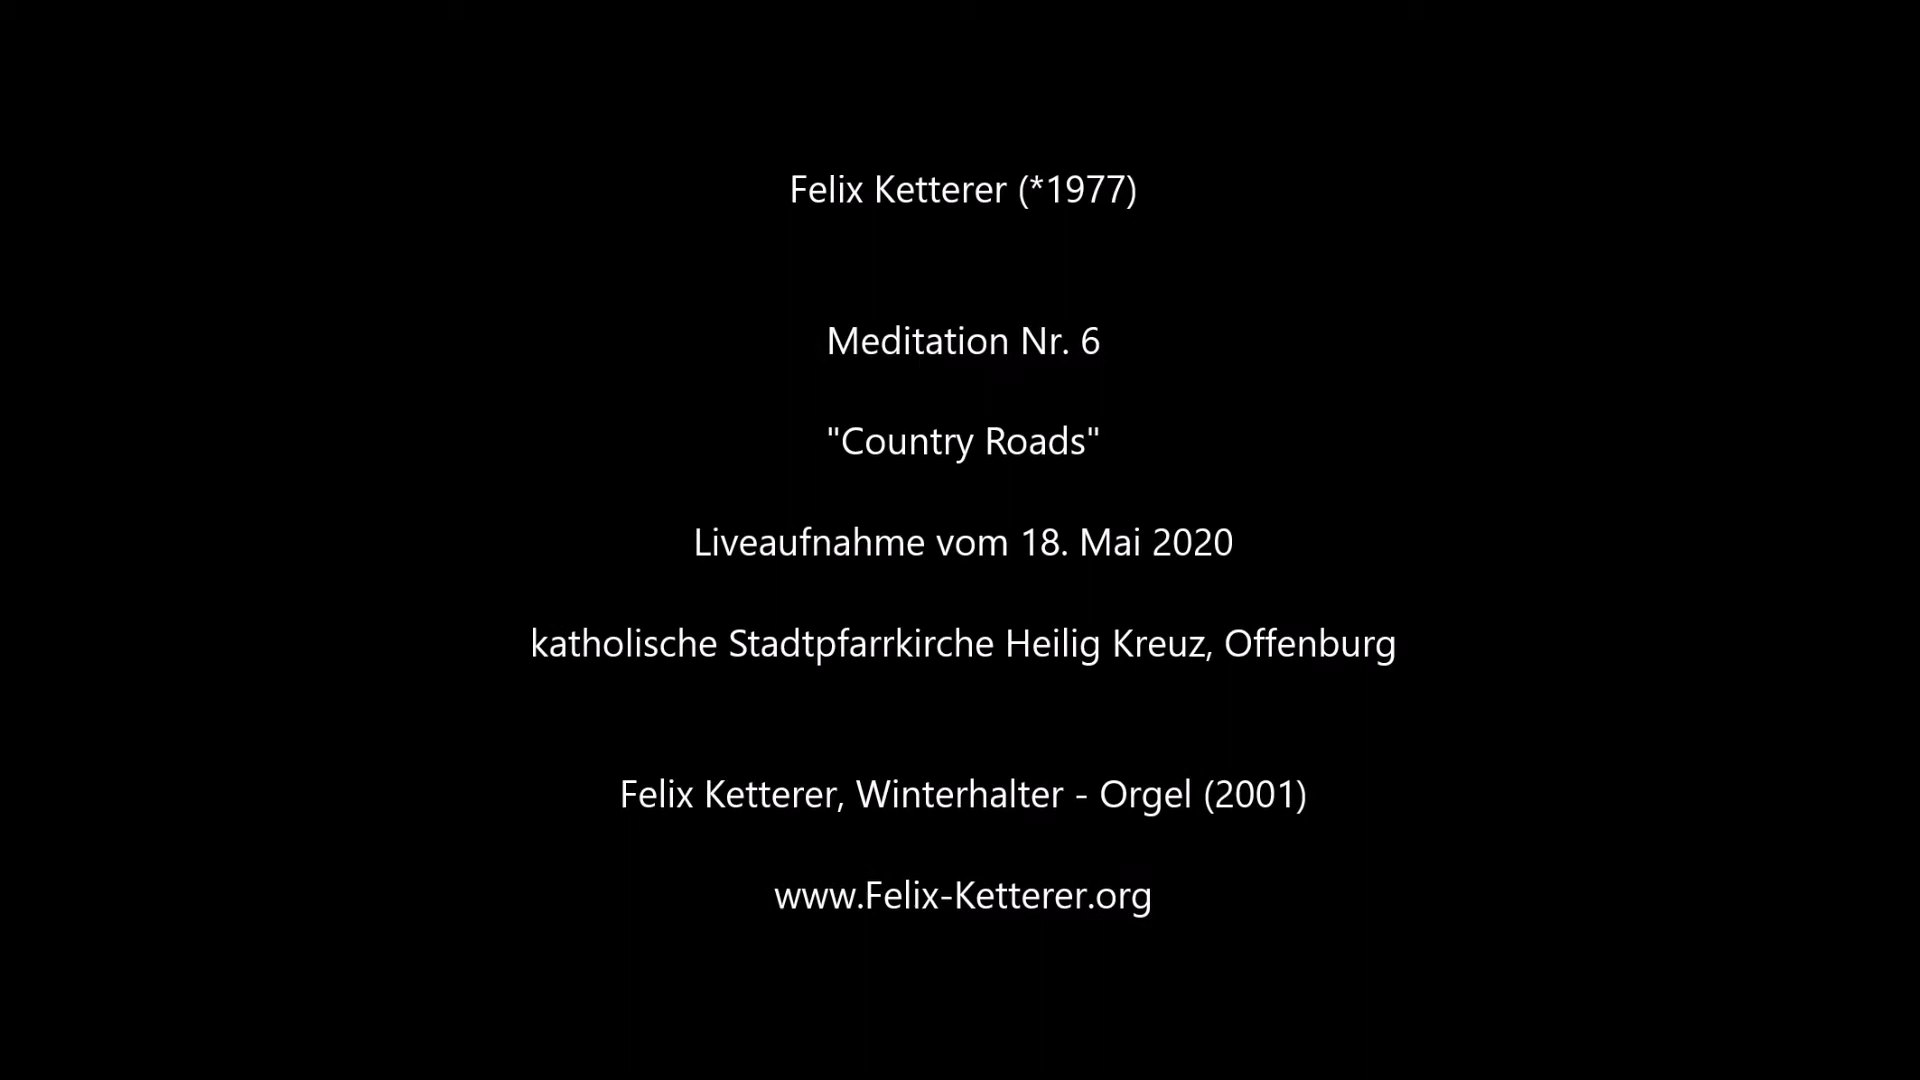 Felix Ketterer (*1977)
Meditation Nr. 6
"Country Roads"
Liveaufnahme vom 18. Mai 2020
katholische Stadtpfarrkirche Heilig Kreuz, Offenburg
Felix Ketterer, Winterhalter - Orgel (2001)
www.Felix-Ketterer.org